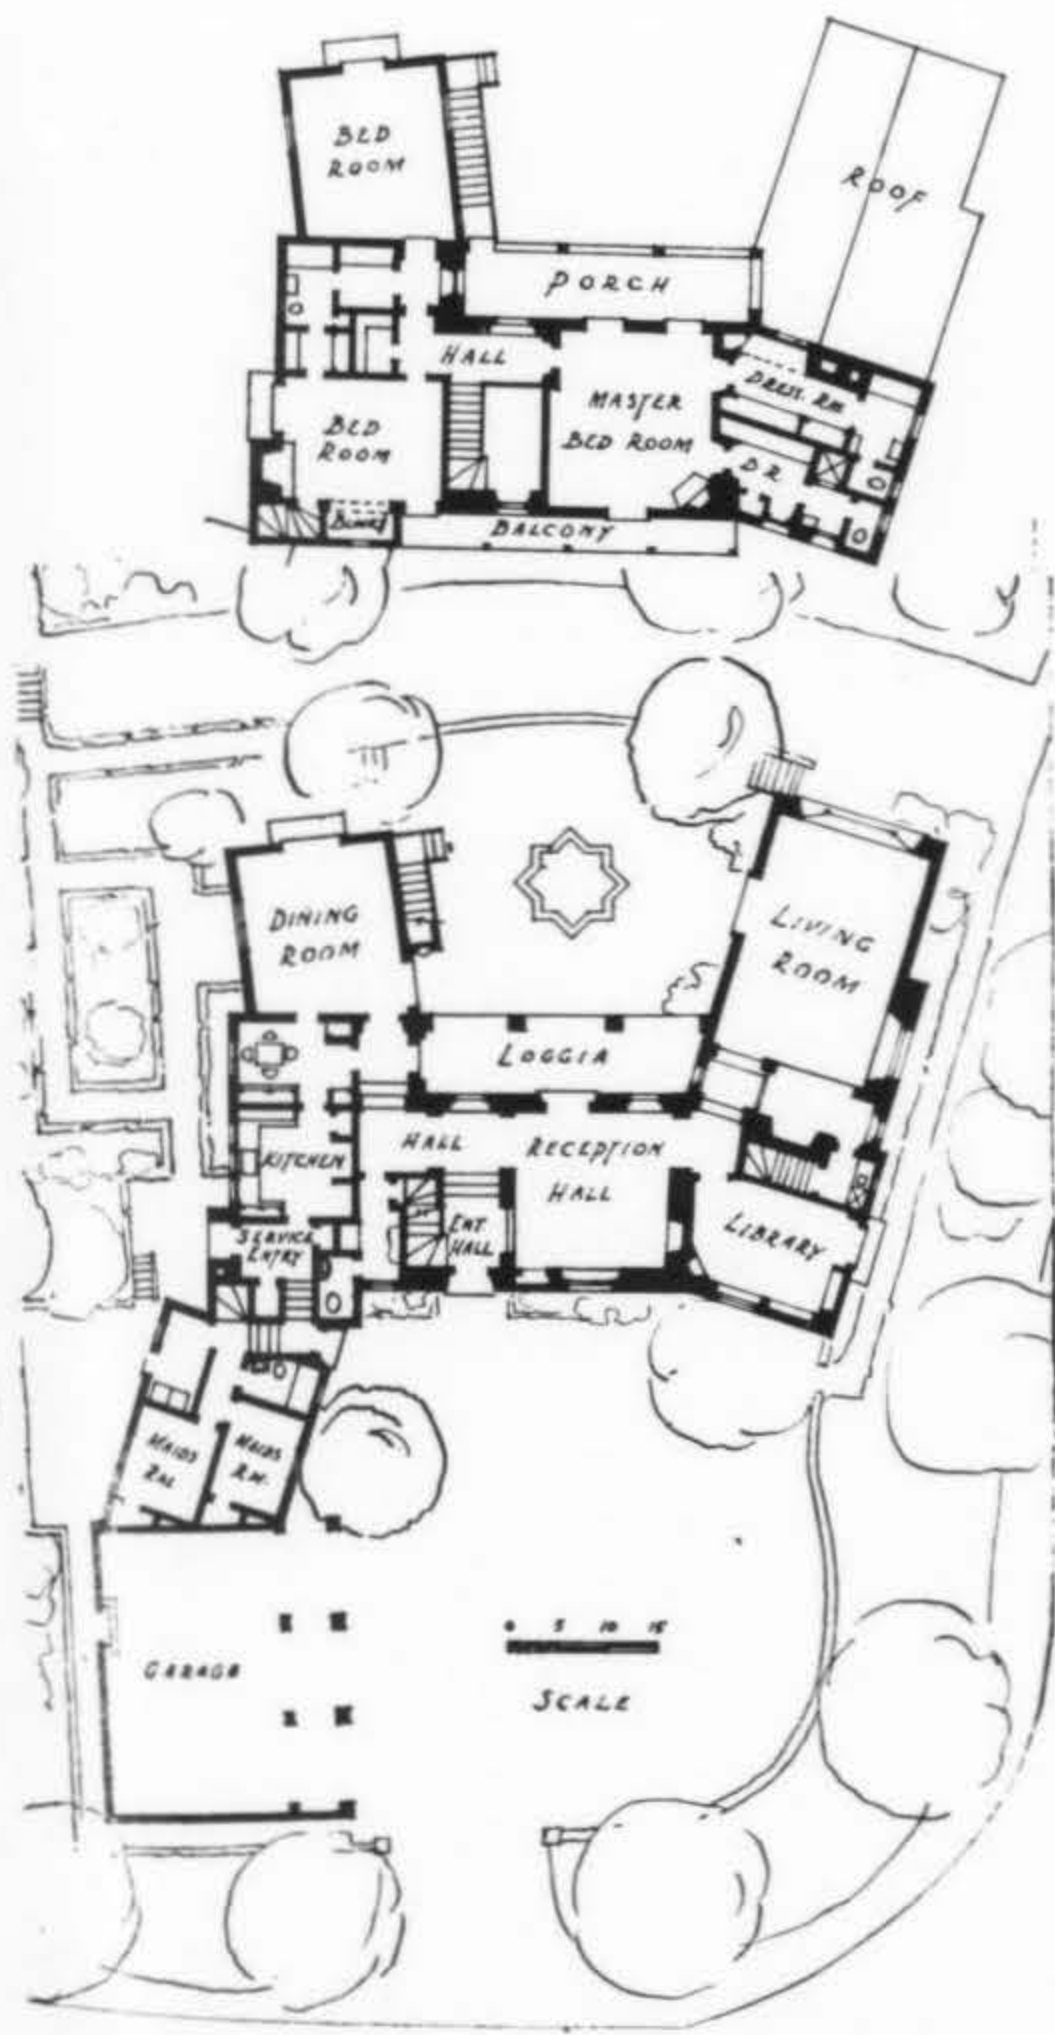 BED
ROOM
ROOF
PORCH
HALL
DRESS. RM.
MASTER
BED ROOM
BED
ROOM
D R
BALCONY
DINING
ROOM
LIVING
ROOM
LOGGIA
HALL
RECEPTION
HALL
KITCHEN
ENT.
HALL
LIBRARY
SERVICE
ENTRY
MAIDS
RM.
MAIDS
RM.
0 5 10 15
GARAGE
SCALE